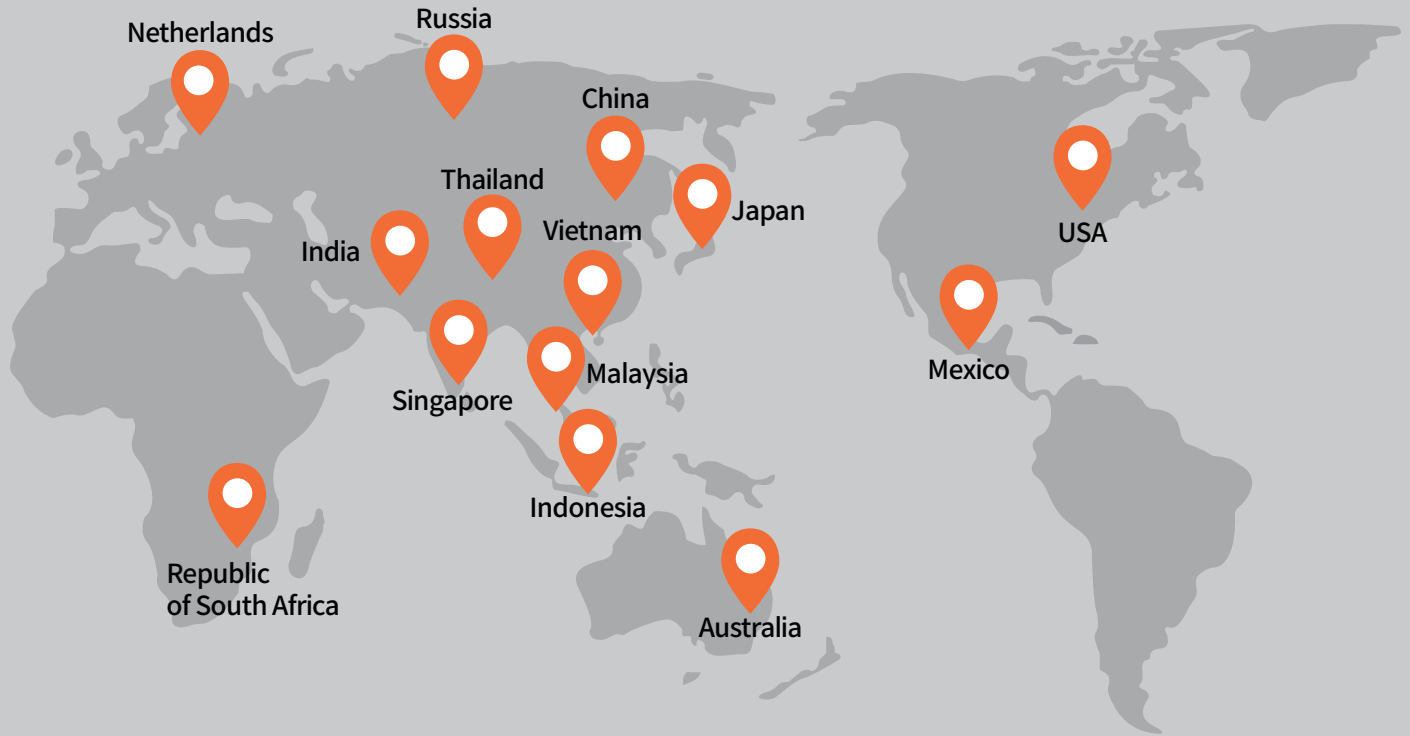 Russia
Netherlands
China
Thailand
Japan
Vietnam
USA
India
Mexico
Malaysia
Singapore
Indonesia
Republic
of South Africa
Australia